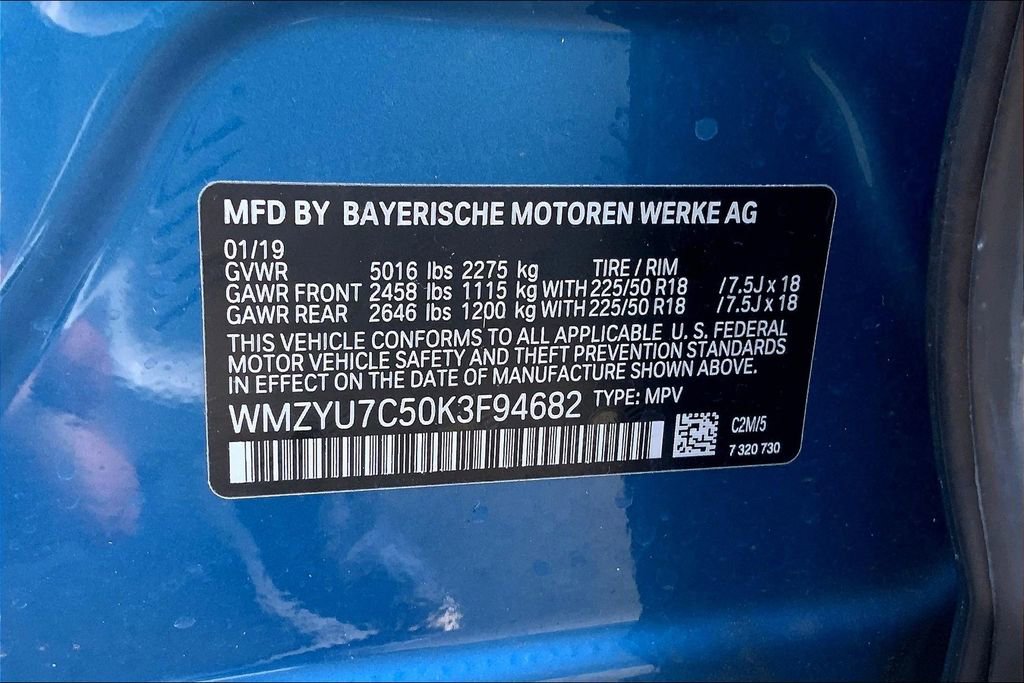 MFD BY BAYERISCHE MOTOREN WERKE AG
01/19
GVWR 5016 lbs 2275 kg TIRE / RIM
GAWR FRONT 2458 lbs 1115 kg WITH 225/50 R18 /7.5J x 18
GAWR REAR 2646 lbs 1200 kg WITH 225/50 R18 /7.5J x 18
THIS VEHICLE CONFORMS TO ALL APPLICABLE U. S. FEDERAL
MOTOR VEHICLE SAFETY AND THEFT PREVENTION STANDARDS
IN EFFECT ON THE DATE OF MANUFACTURE SHOWN ABOVE.
WMZYU7C50K3F94682 TYPE: MPV
C2M/5
7 320 730